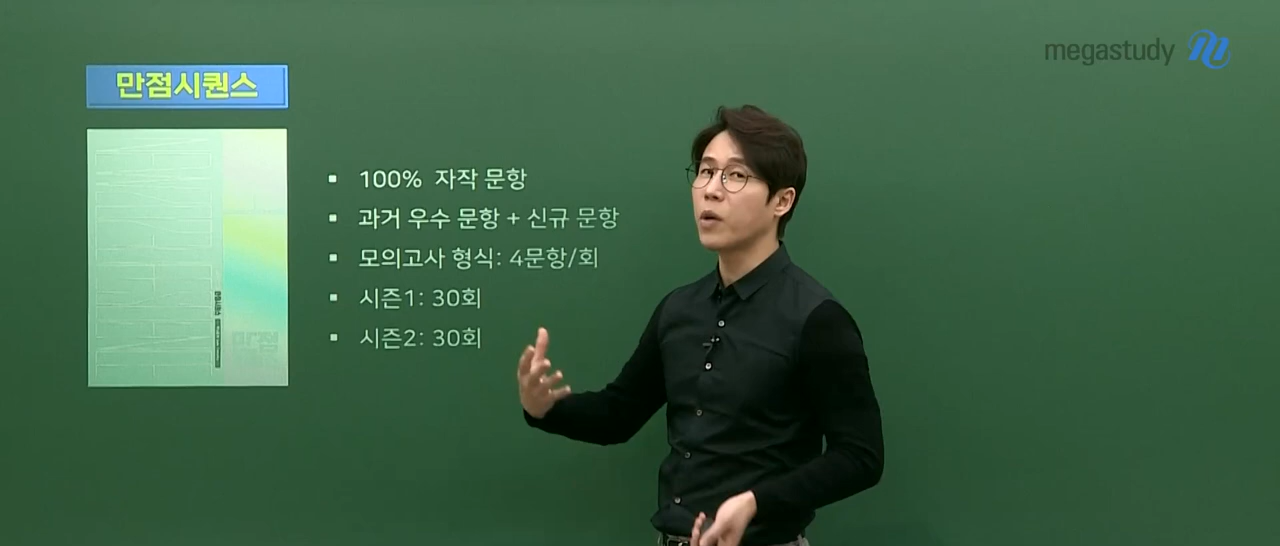 megastudy
만점시퀀스
100% 자작 문항
과거 우수 문항 + 신규 문항
모의고사 형식: 4문항/회
시즌1: 30회
시즌2: 30회